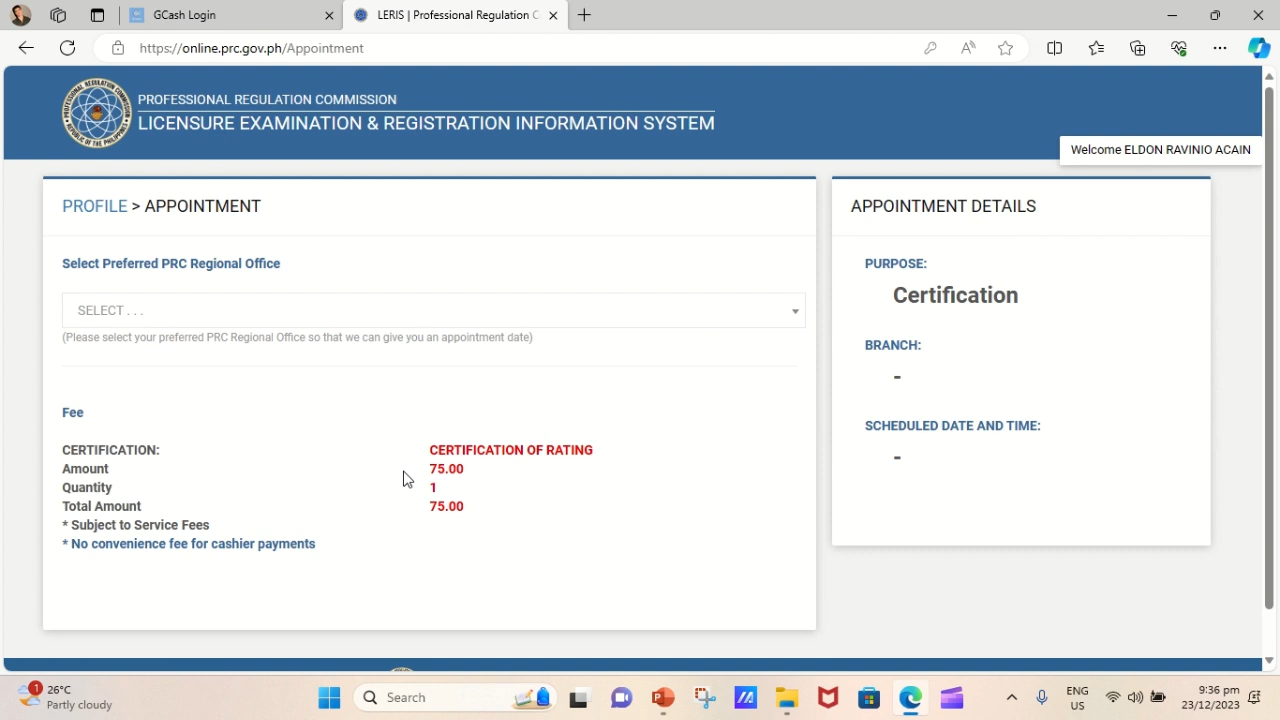 GCash Login
LERIS | Professional Regulation C
https://online.prc.gov.ph/Appointment
PROFESSIONAL REGULATION COMMISSION
LICENSURE EXAMINATION & REGISTRATION INFORMATION SYSTEM
Welcome ELDON RAVINIO ACAIN
PROFILE > APPOINTMENT
Select Preferred PRC Regional Office
SELECT . . .
(Please select your preferred PRC Regional Office so that we can give you an appointment date)
Fee
CERTIFICATION: CERTIFICATION OF RATING
Amount 75.00
Quantity 1
Total Amount 75.00
* Subject to Service Fees
* No convenience fee for cashier payments
APPOINTMENT DETAILS
PURPOSE:
Certification
BRANCH:
-
SCHEDULED DATE AND TIME:
-
1
26°C
Partly cloudy
Search
ENG
US
9:36 pm
23/12/2023